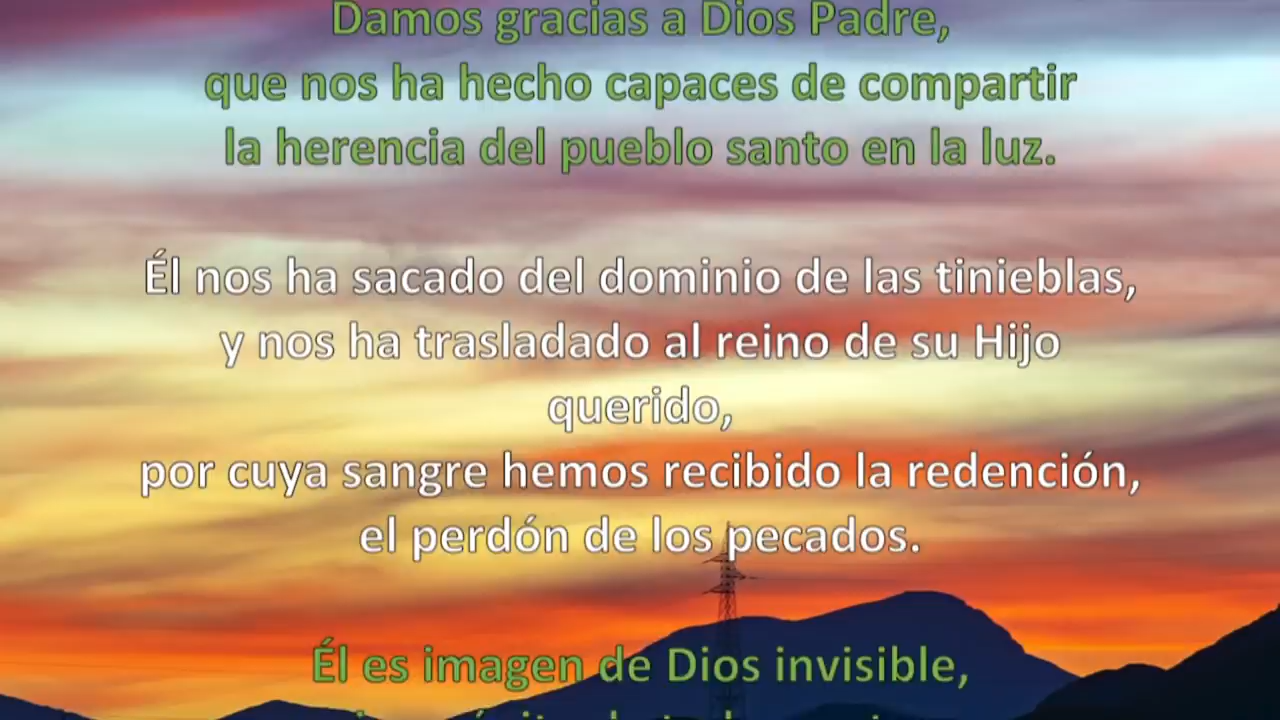 Damos gracias a Dios Padre,
que nos ha hecho capaces de compartir
la herencia del pueblo santo en la luz.
Él nos ha sacado del dominio de las tinieblas,
y nos ha trasladado al reino de su Hijo
querido,
por cuya sangre hemos recibido la redención,
el perdón de los pecados.
Él es imagen de Dios invisible,